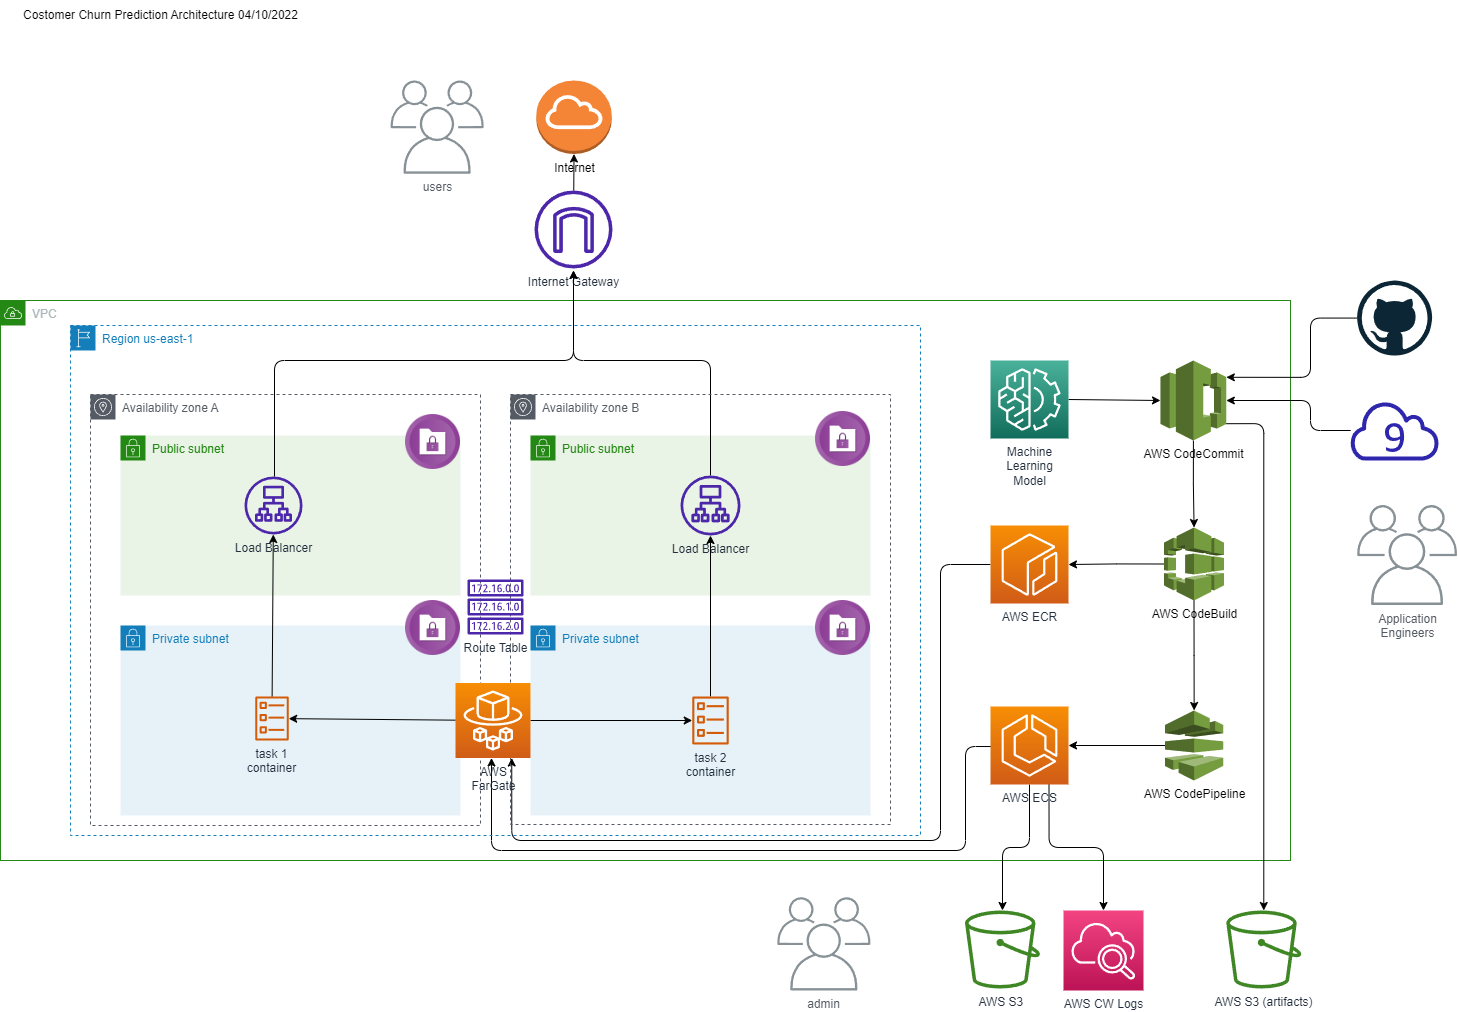 Costomer Churn Prediction Architecture 04/10/2022
users
Internet
Internet Gateway
VPC
Region us-east-1
Availability zone A
Availability zone B
Public subnet
Public subnet
Load Balancer
Load Balancer
172.16.0.0
172.16.1.0
172.16.2.0
Route Table
Private subnet
Private subnet
task 1
container
AWS
FarGate
task 2
container
Machine
Learning
Model
AWS CodeCommit
9
AWS ECR
AWS CodeBuild
Application
Engineers
AWS ECS
AWS CodePipeline
admin
AWS S3
AWS CW Logs
AWS S3 (artifacts)